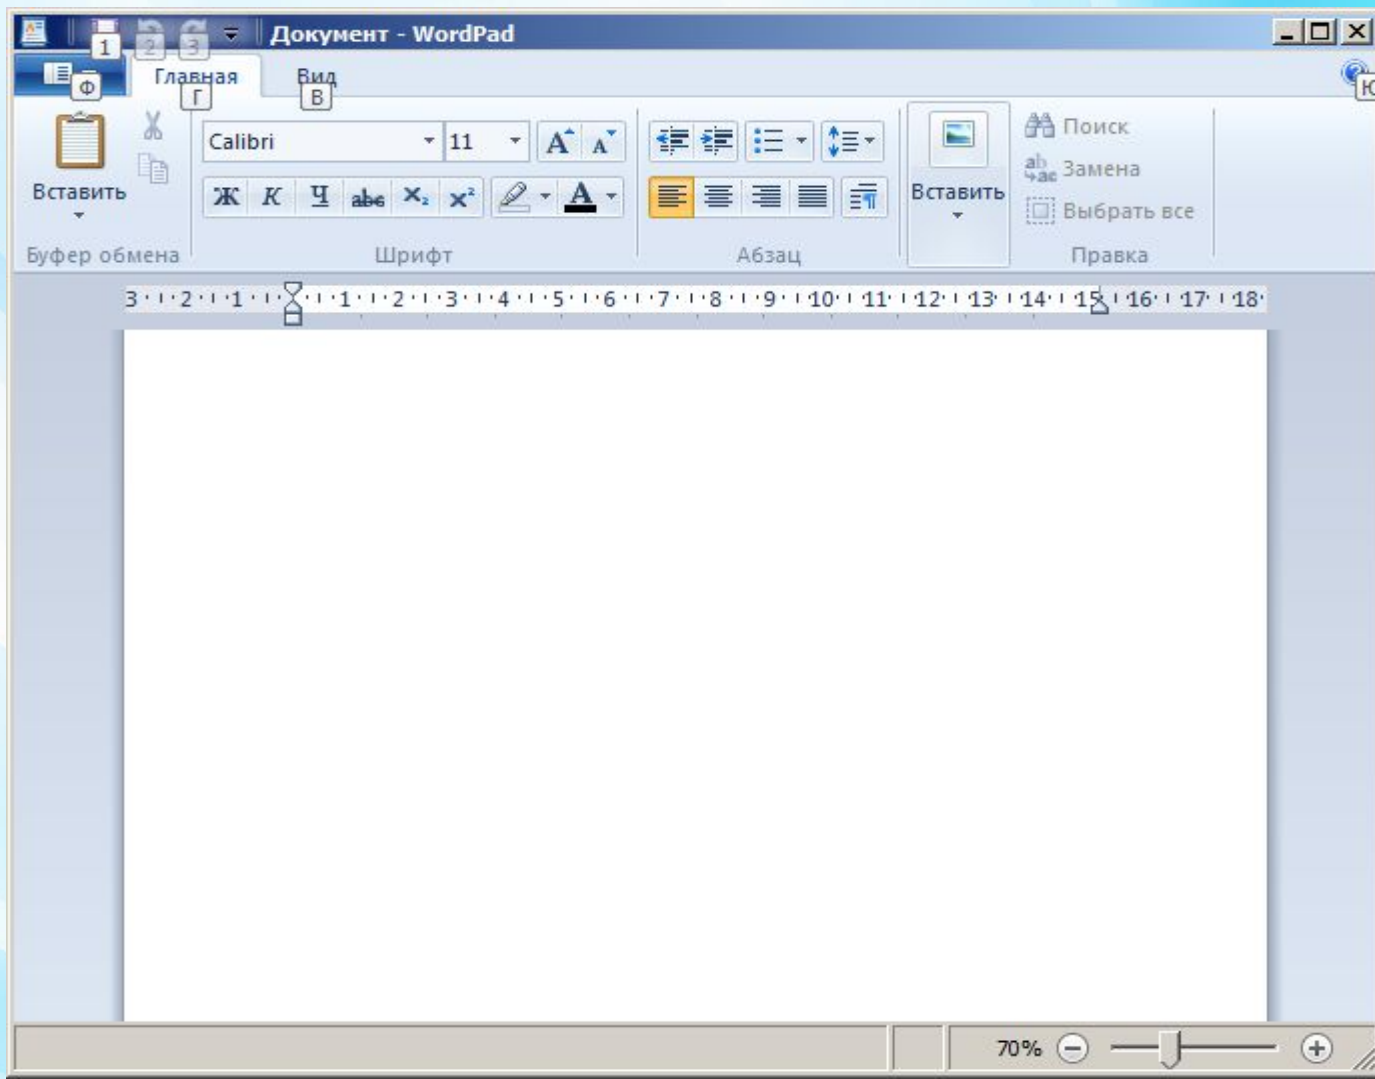 Документ - WordPad
1 2 3
Главная Вид
Ф Г В Ю
Calibri 11 A A
Поиск
Замена
Выбрать все
Вставить
Ж К Ч abc X₂ X² A
Вставить
Буфер обмена Шрифт Абзац Правка
3 2 1 1 2 3 4 5 6 7 8 9 10 11 12 13 14 15 16 17 18
70%